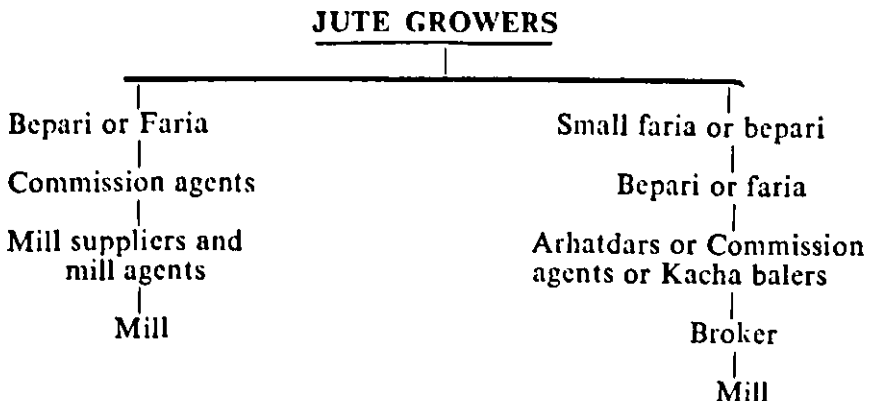 JUTE GROWERS
Bepari or Faria
Commission agents
Mill suppliers and
mill agents
Mill
Small faria or bepari
Bepari or faria
Arhatdars or Commission
agents or Kacha balers
Broker
Mill